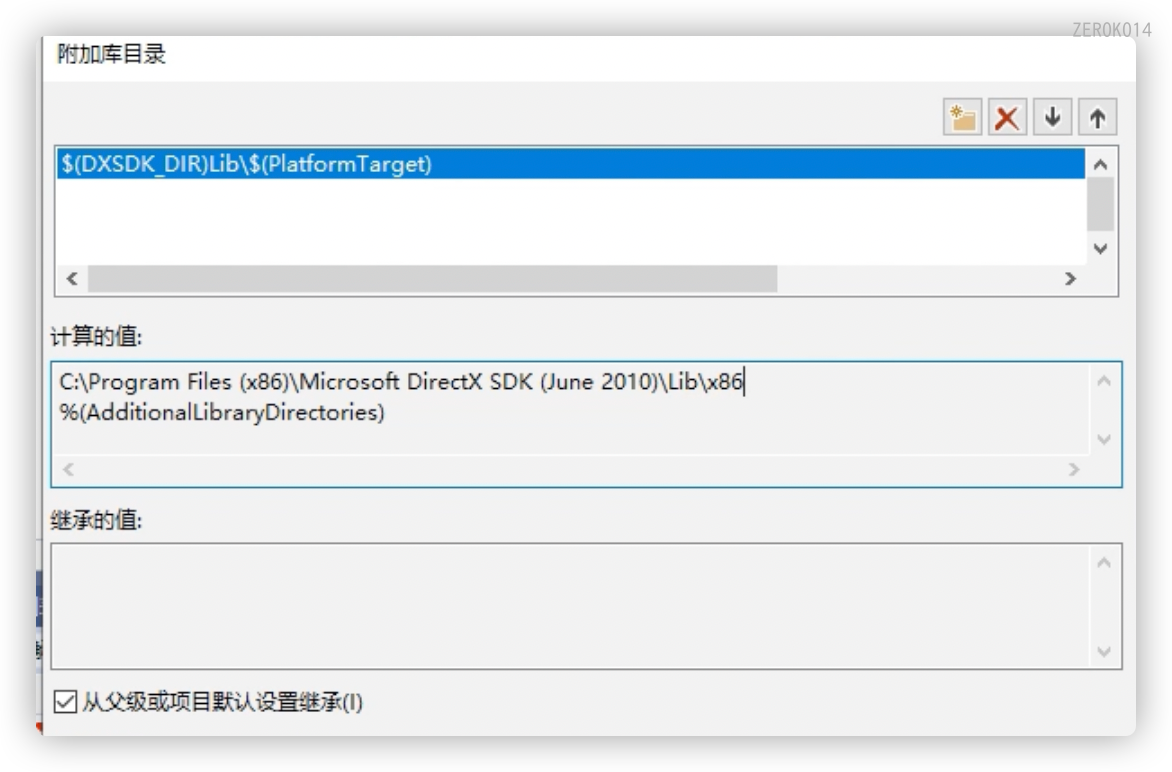 ZER0K014
附加库目录
$(DXSDK_DIR)Lib\$(PlatformTarget)
计算的值:
C:\Program Files (x86)\Microsoft DirectX SDK (June 2010)\Lib\x86
%(AdditionalLibraryDirectories)
继承的值:
从父级或项目默认设置继承(I)